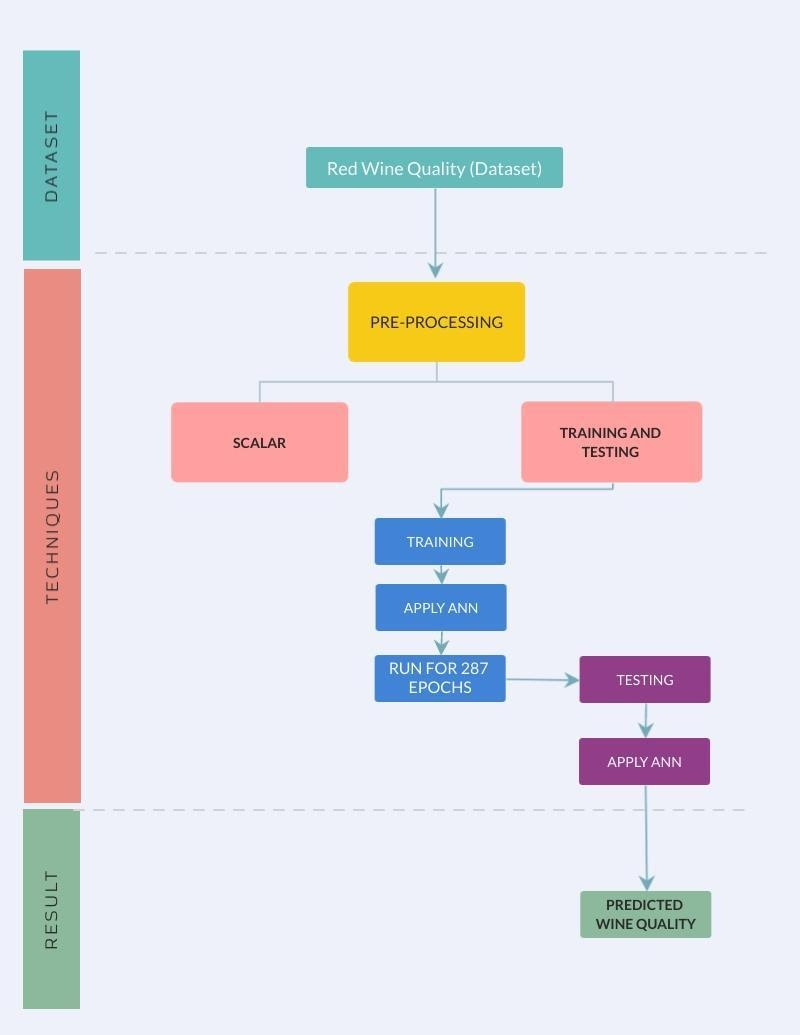 DATASET
Red Wine Quality (Dataset)
TECHNIQUES
PRE-PROCESSING
SCALAR
TRAINING AND
TESTING
TRAINING
APPLY ANN
RUN FOR 287
EPOCHS
TESTING
APPLY ANN
RESULT
PREDICTED
WINE QUALITY